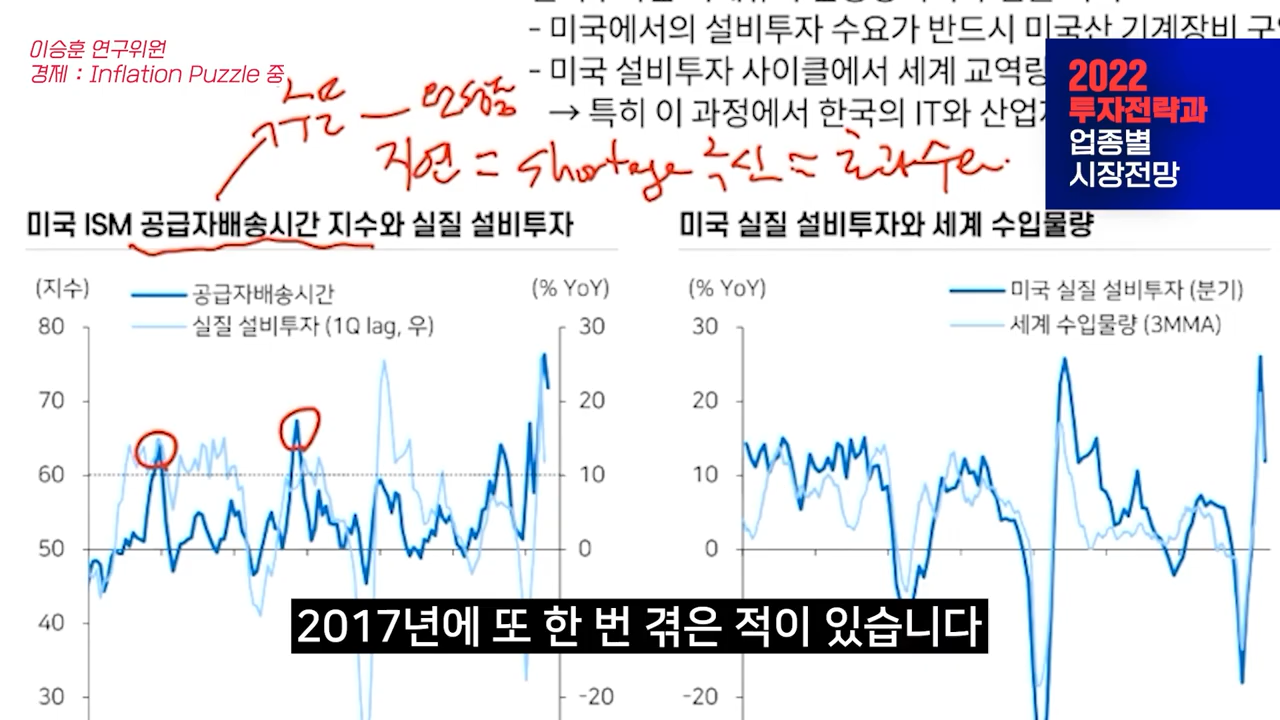 이승훈 연구위원
경제 : Inflation Puzzle 중
- 미국에서의 설비투자 수요가 반드시 미국산 기계장비 구
- 미국 설비투자 사이클에서 세계 교역량
→ 특히 이 과정에서 한국의 IT와 산업
2022
투자전략과
업종별
시장전망
지연 = shortage
미국 ISM 공급자배송시간 지수와 실질 설비투자
(지수)
(% YoY)
공급자배송시간
실질 설비투자 (1Q lag, 우)
80
70
60
50
40
30
30
20
10
0
-20
미국 실질 설비투자와 세계 수입물량
(% YoY)
미국 실질 설비투자 (분기)
세계 수입물량 (3MMA)
30
20
10
0
-20
2017년에 또 한 번 겪은 적이 있습니다